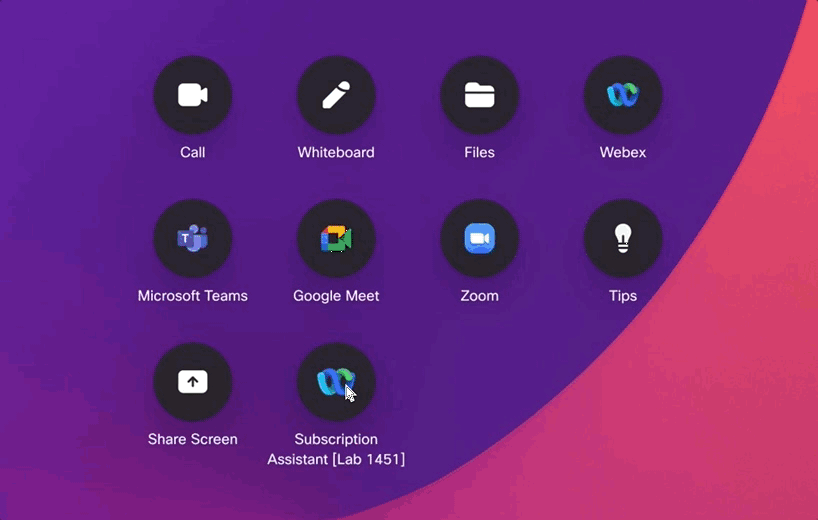 Call
Whiteboard
Files
Webex
Microsoft Teams
Google Meet
Zoom
Tips
Share Screen
Subscription
Assistant [Lab 1451]